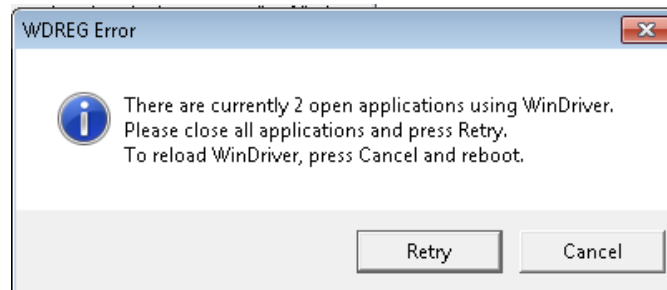 WDREG Error
There are currently 2 open applications using WinDriver.
Please close all applications and press Retry.
To reload WinDriver, press Cancel and reboot.
Retry
Cancel